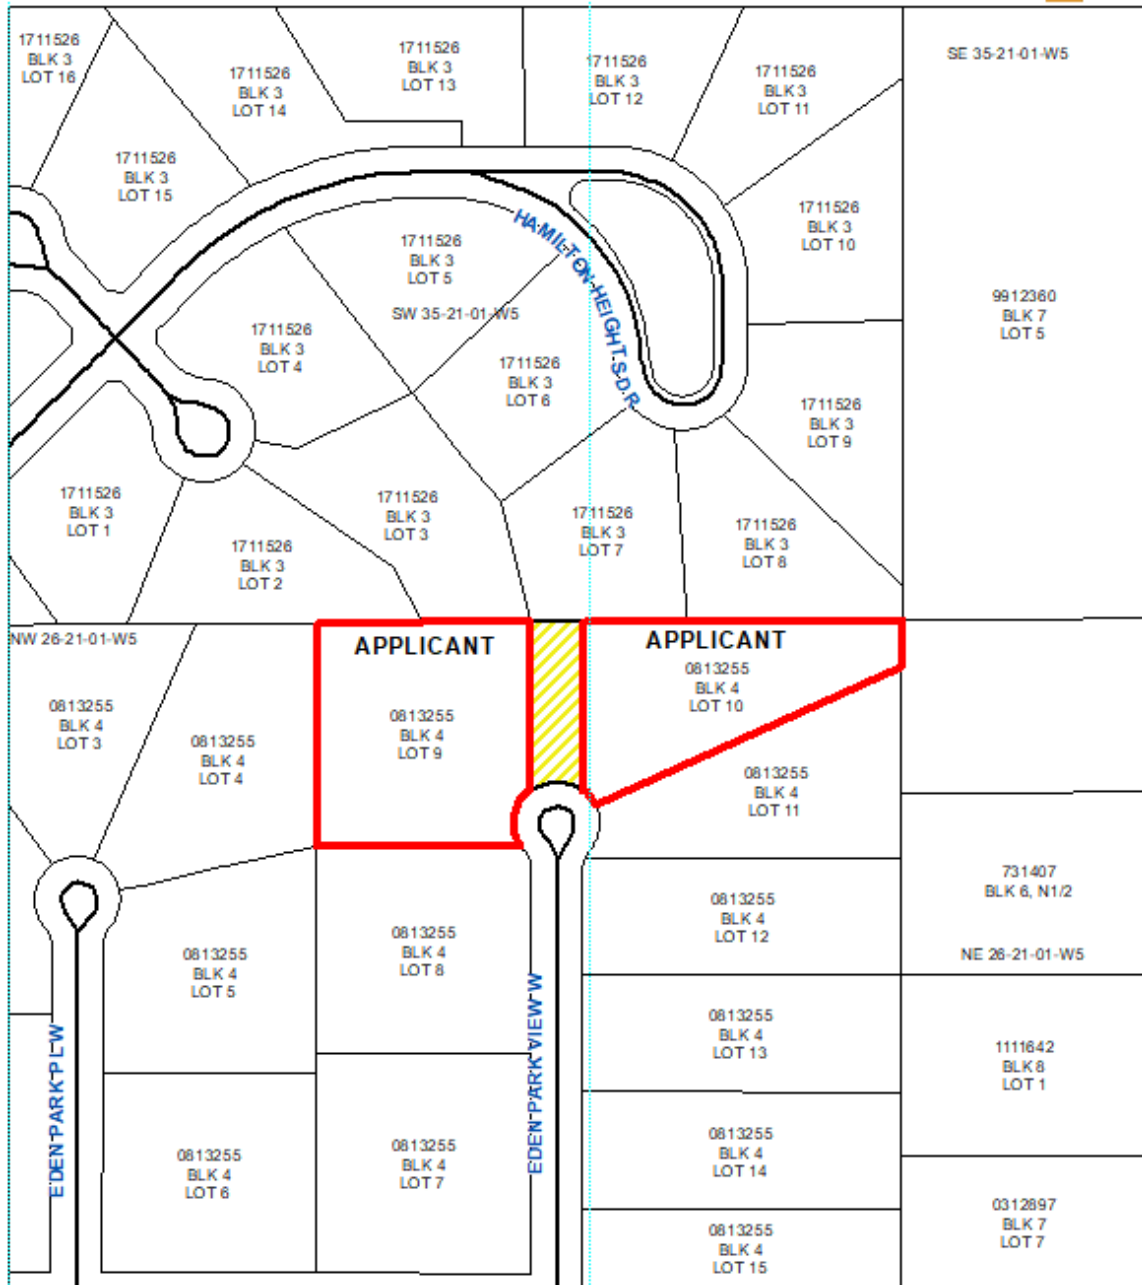 1711526
BLK 3
LOT 16
1711526
BLK 3
LOT 14
1711526
BLK 3
LOT 13
1711526
BLK 3
LOT 12
1711526
BLK 3
LOT 11
SE 35-21-01-W5
1711526
BLK 3
LOT 15
1711526
BLK 3
LOT 5
HAMILTON HEIGHTS DR
1711526
BLK 3
LOT 10
9912360
BLK 7
LOT 5
SW 35-21-01-W5
1711526
BLK 3
LOT 4
1711526
BLK 3
LOT 6
1711526
BLK 3
LOT 9
1711526
BLK 3
LOT 1
1711526
BLK 3
LOT 3
1711526
BLK 3
LOT 7
1711526
BLK 3
LOT 8
1711526
BLK 3
LOT 2
NW 26-21-01-W5
APPLICANT
APPLICANT
0813255
BLK 4
LOT 10
0813255
BLK 4
LOT 3
0813255
BLK 4
LOT 4
0813255
BLK 4
LOT 9
0813255
BLK 4
LOT 11
731407
BLK 6, N1/2
0813255
BLK 4
LOT 12
0813255
BLK 4
LOT 8
0813255
BLK 4
LOT 5
NE 26-21-01-W5
EDEN PARK PL W
EDEN PARK VIEW W
0813255
BLK 4
LOT 13
1111642
BLK 8
LOT 1
0813255
BLK 4
LOT 6
0813255
BLK 4
LOT 7
0813255
BLK 4
LOT 14
0312897
BLK 7
LOT 7
0813255
BLK 4
LOT 15